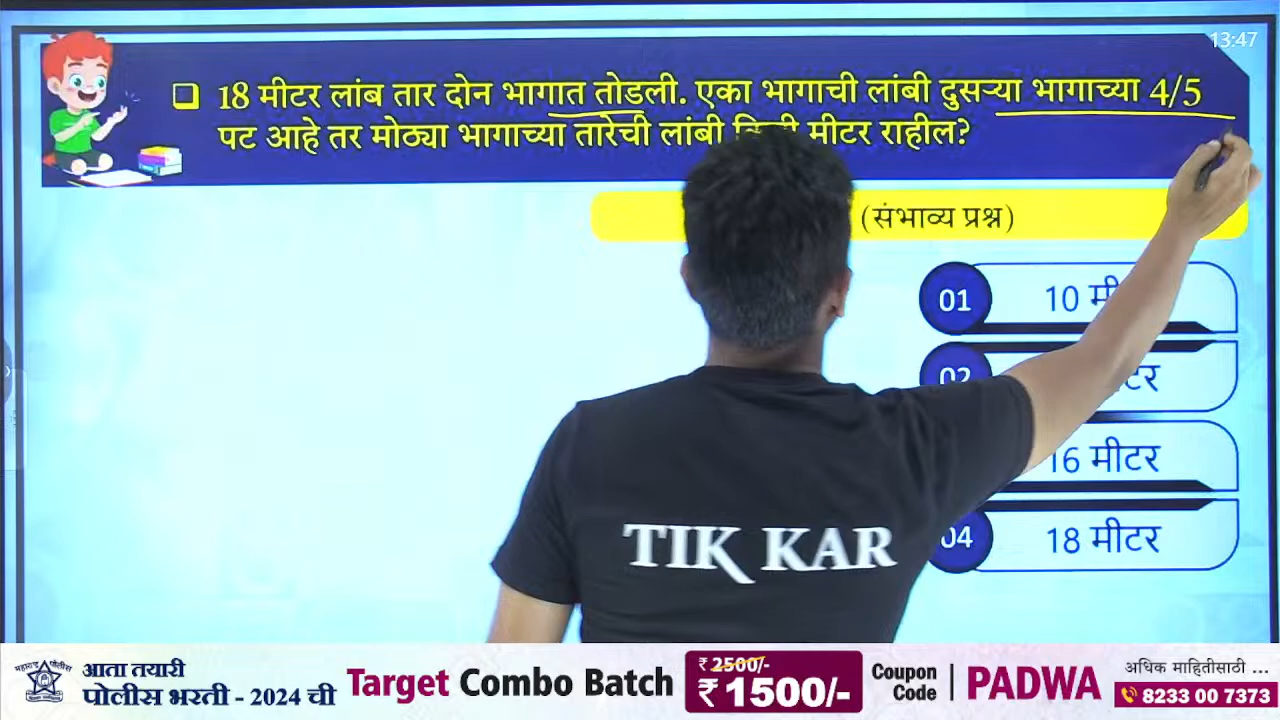 13:47
18 मीटर लांब तार दोन भागात तोडली. एका भागाची लांबी दुसऱ्या भागाच्या 4/5
पट आहे तर मोठ्या भागाच्या तारेची लांबी किती मीटर राहील?
(संभाव्य प्रश्न)
01 10
02
16 मीटर
04 18 मीटर
TIK KAR
महाराष्ट्र पोलीस
आता तयारी
पोलीस भरती - 2024 ची
Target Combo Batch
₹ 2500/-
₹ 1500/-
Coupon
Code
PADWA
अधिक माहितीसाठी ...
8233 00 7373